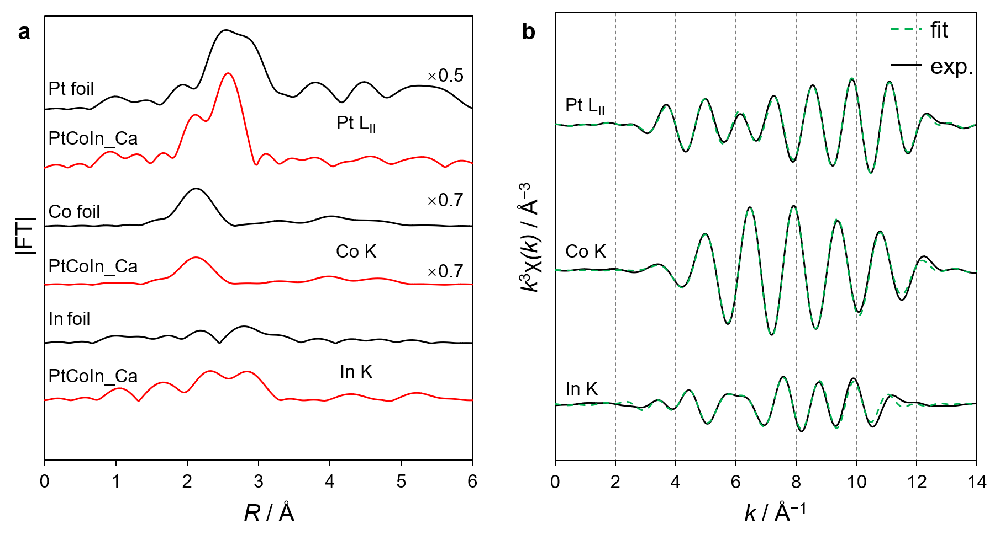 a
Pt foil
×0.5
PtCoIn_Ca
Pt LII
Co foil
×0.7
Co K
PtCoIn_Ca
×0.7
In foil
In K
PtCoIn_Ca
|FT|
0 1 2 3 4 5 6
R / Å
b
fit
exp.
Pt LII
Co K
In K
k³χ(k) / Å⁻³
0 2 4 6 8 10 12 14
k / Å⁻¹